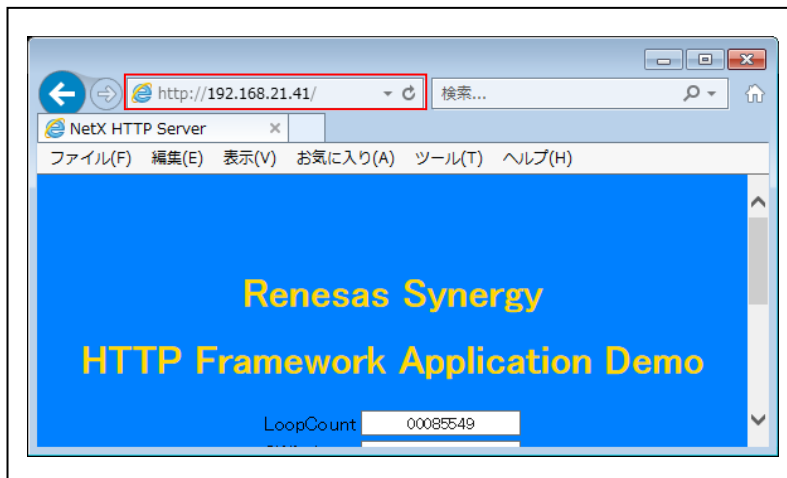 http://192.168.21.41/
検索...
NetX HTTP Server
ファイル(F) 編集(E) 表示(V) お気に入り(A) ツール(T) ヘルプ(H)
Renesas Synergy
HTTP Framework Application Demo
LoopCount 00085549